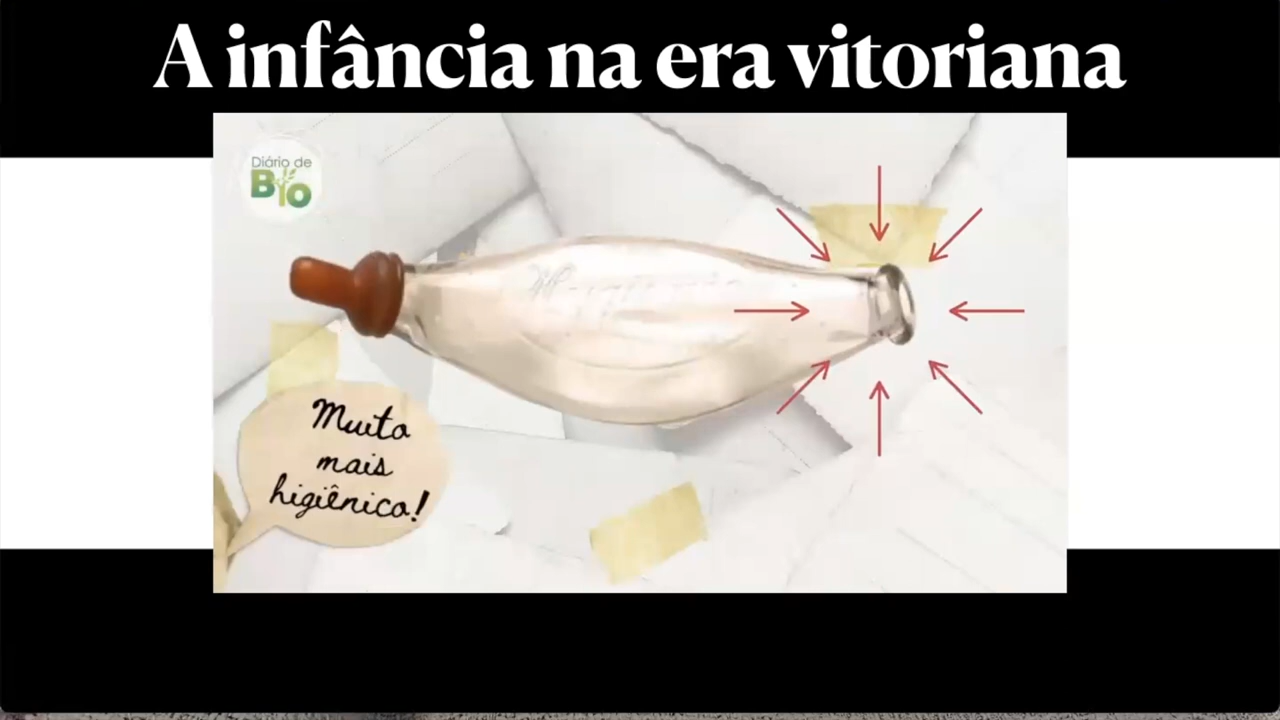 A infância na era vitoriana
Diário de
BIO
Muito
mais
higiênica!